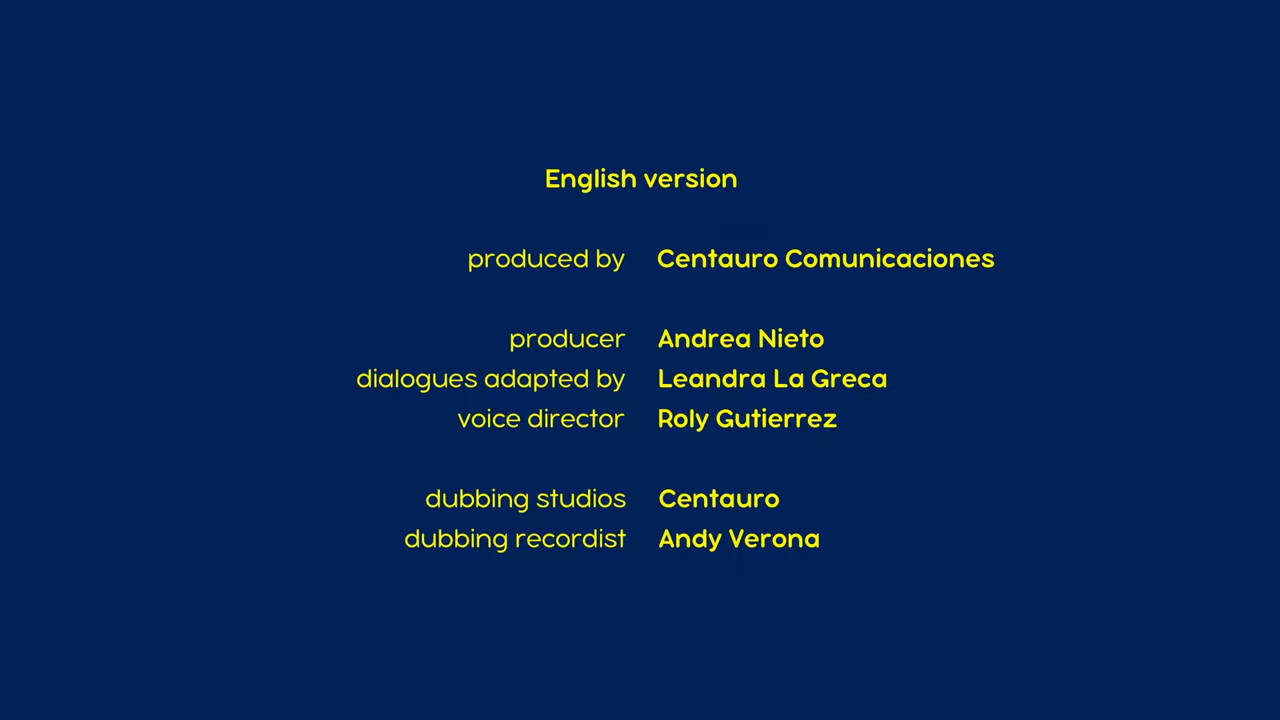 English version
produced by Centauro Comunicaciones
producer Andrea Nieto
dialogues adapted by Leandra La Greca
voice director Roly Gutierrez
dubbing studios Centauro
dubbing recordist Andy Verona